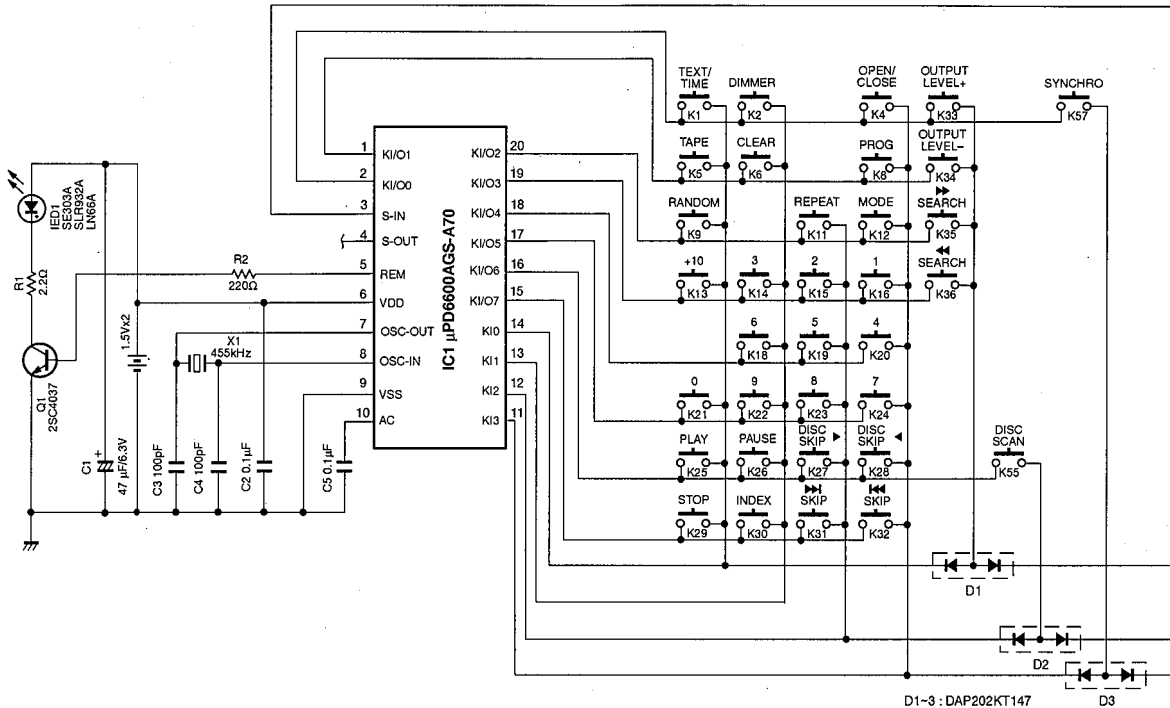 TEXT/
TIME
DIMMER
OPEN/
CLOSE
OUTPUT
LEVEL+
SYNCHRO
K1
K2
K4
K33
K57
TAPE
CLEAR
PROG
OUTPUT
LEVEL−
K5
K6
K8
K34
RANDOM
REPEAT
MODE
SEARCH
K9
K11
K12
K35
+10
3
2
1
SEARCH
K13
K14
K15
K16
K36
6
5
4
K18
K19
K20
0
9
8
7
K21
K22
K23
K24
PLAY
PAUSE
DISC
SKIP
DISC
SKIP
DISC
SCAN
K25
K26
K27
K28
K55
STOP
INDEX
SKIP
SKIP
K29
K30
K31
K32
D1
D2
D3
D1~3 : DAP202KT147
IC1 µPD6600AGS-A70
1 KI/O1
2 KI/O0
3 S-IN
4 S-OUT
5 REM
6 VDD
7 OSC-OUT
8 OSC-IN
9 VSS
10 AC
KI/O2 20
KI/O3 19
KI/O4 18
KI/O5 17
KI/O6 16
KI/O7 15
KI0 14
KI1 13
KI2 12
KI3 11
IED1
SE303A
SLR932A
LN66A
R1
2.2Ω
R2
220Ω
Q1
2SC4037
1.5Vx2
X1
455kHz
C1
+
47 µF/6.3V
C3 100pF
C4 100pF
C2 0.1µF
C5 0.1µF